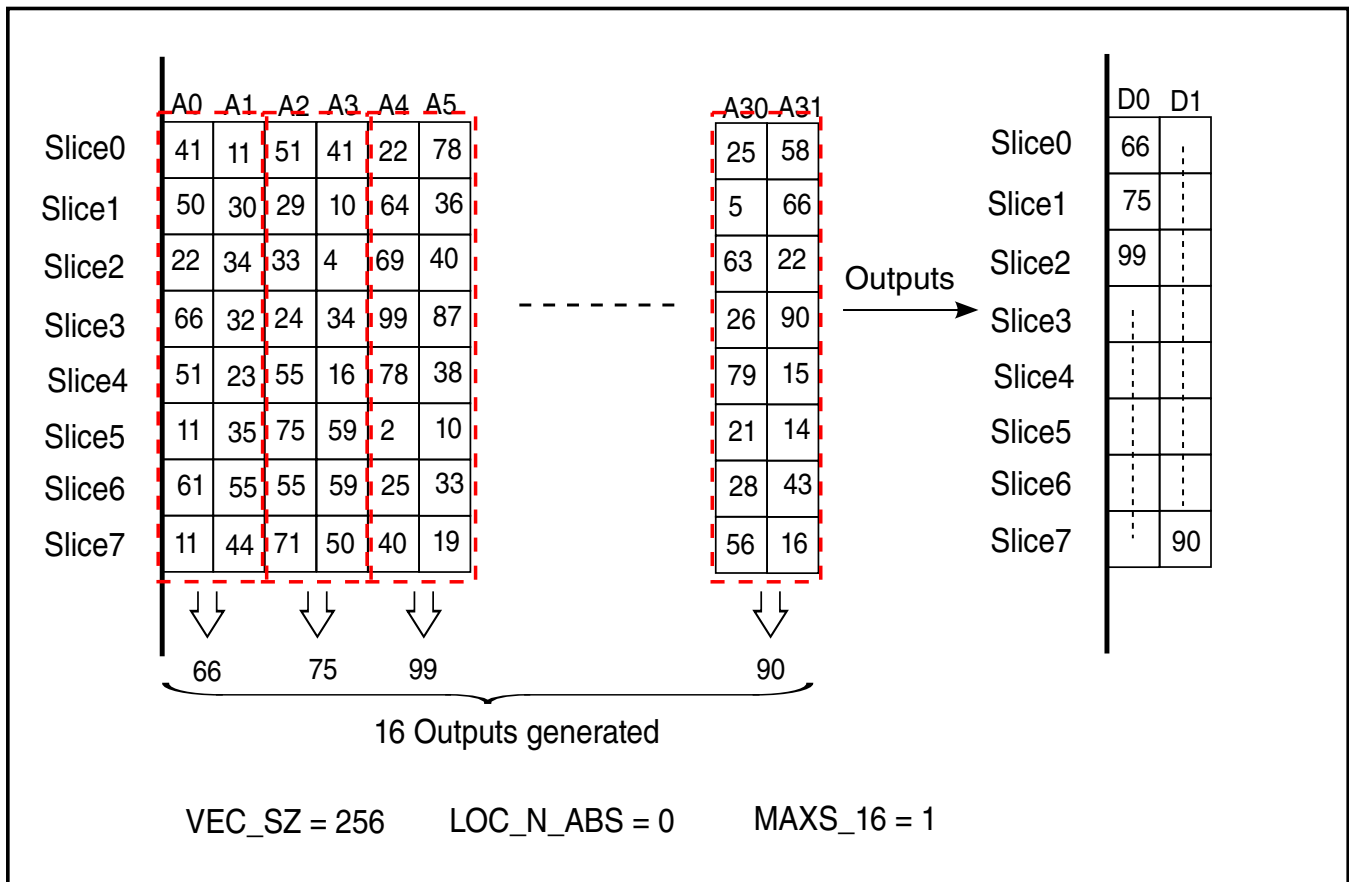 A0 A1 A2 A3 A4 A5 A30 A31 D0 D1
Slice0 41 11 51 41 22 78 25 58 Slice0 66
Slice1 50 30 29 10 64 36 5 66 Slice1 75
Slice2 22 34 33 4 69 40 63 22 Outputs Slice2 99
Slice3 66 32 24 34 99 87 26 90 Slice3
Slice4 51 23 55 16 78 38 79 15 Slice4
Slice5 11 35 75 59 2 10 21 14 Slice5
Slice6 61 55 55 59 25 33 28 43 Slice6
Slice7 11 44 71 50 40 19 56 16 Slice7 90
66 75 99 90
16 Outputs generated
VEC_SZ = 256 LOC_N_ABS = 0 MAXS_16 = 1